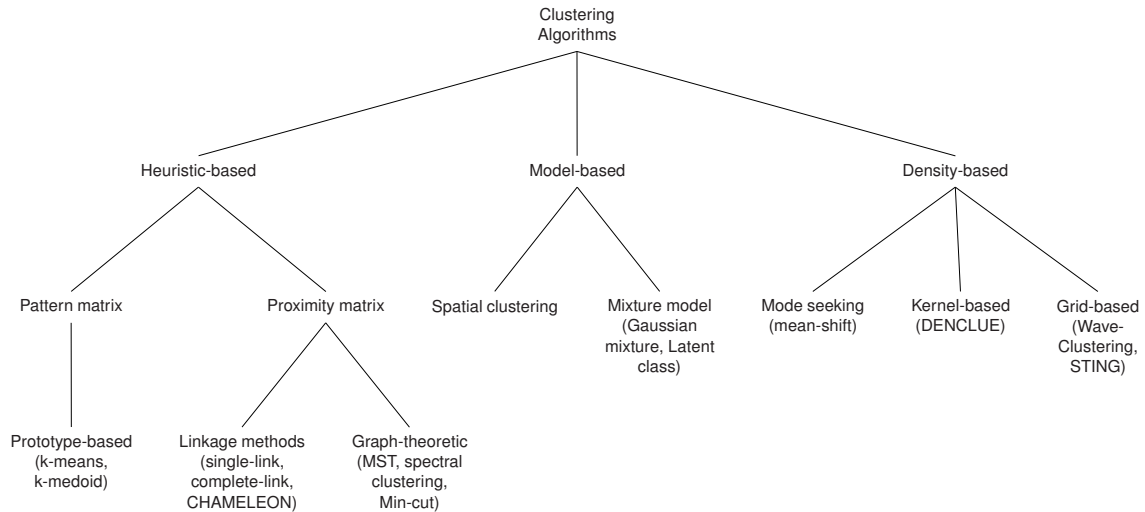 Clustering
Algorithms
Heuristic-based
Model-based
Density-based
Pattern matrix
Proximity matrix
Spatial clustering
Mixture model
(Gaussian
mixture, Latent
class)
Mode seeking
(mean-shift)
Kernel-based
(DENCLUE)
Grid-based
(Wave-
Clustering,
STING)
Prototype-based
(k-means,
k-medoid)
Linkage methods
(single-link,
complete-link,
CHAMELEON)
Graph-theoretic
(MST, spectral
clustering,
Min-cut)